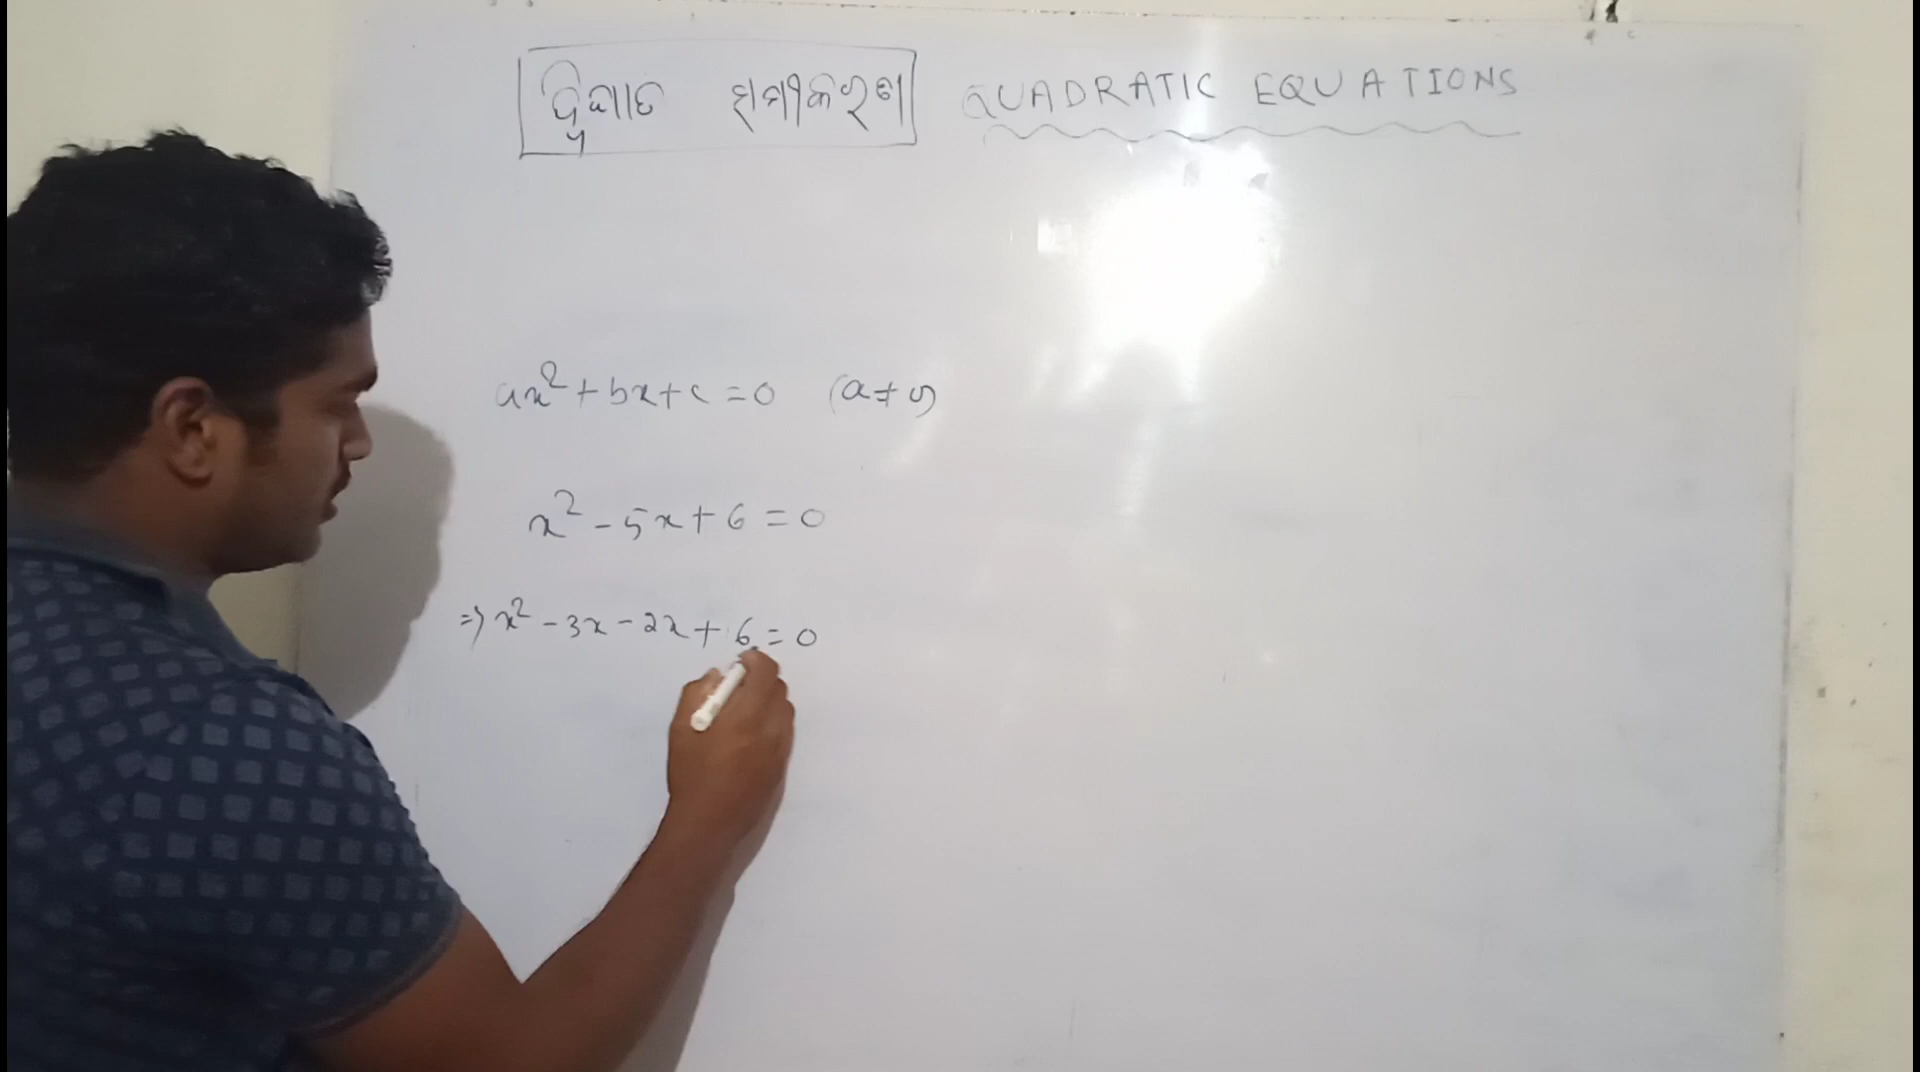 ଦ୍ୱିଘାତ ସମୀକରଣ QUADRATIC EQUATIONS
ax² + bx + c = 0 (a ≠ 0)
x² - 5x + 6 = 0
⇒ x² - 3x - 2x + 6 = 0